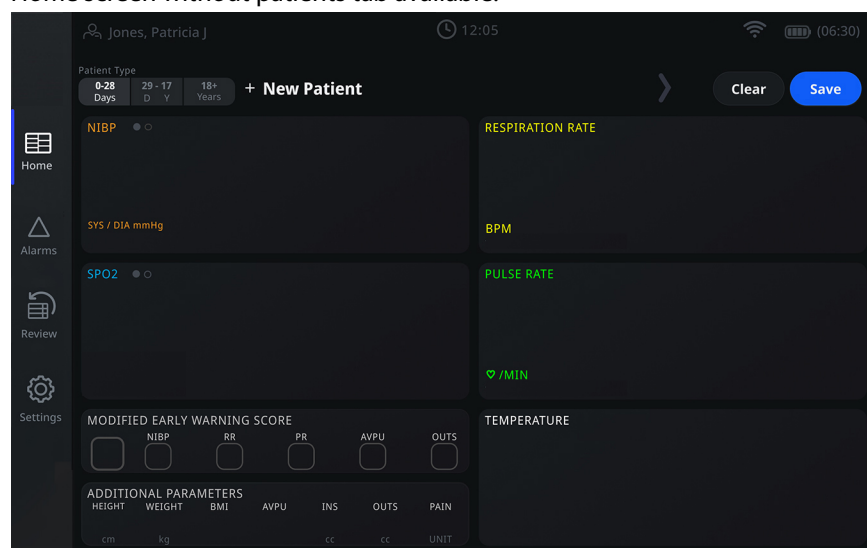 Home screen without patients tab available.
Jones, Patricia J
12:05
(06:30)
Patient Type
0-28 Days
29 - 17 D Y
18+ Years
+ New Patient
Clear
Save
Home
Alarms
Review
Settings
NIBP
SYS / DIA mmHg
RESPIRATION RATE
BPM
SPO2
PULSE RATE
/MIN
MODIFIED EARLY WARNING SCORE
NIBP RR PR AVPU OUTS
TEMPERATURE
ADDITIONAL PARAMETERS
HEIGHT WEIGHT BMI AVPU INS OUTS PAIN
cm kg cc cc UNIT